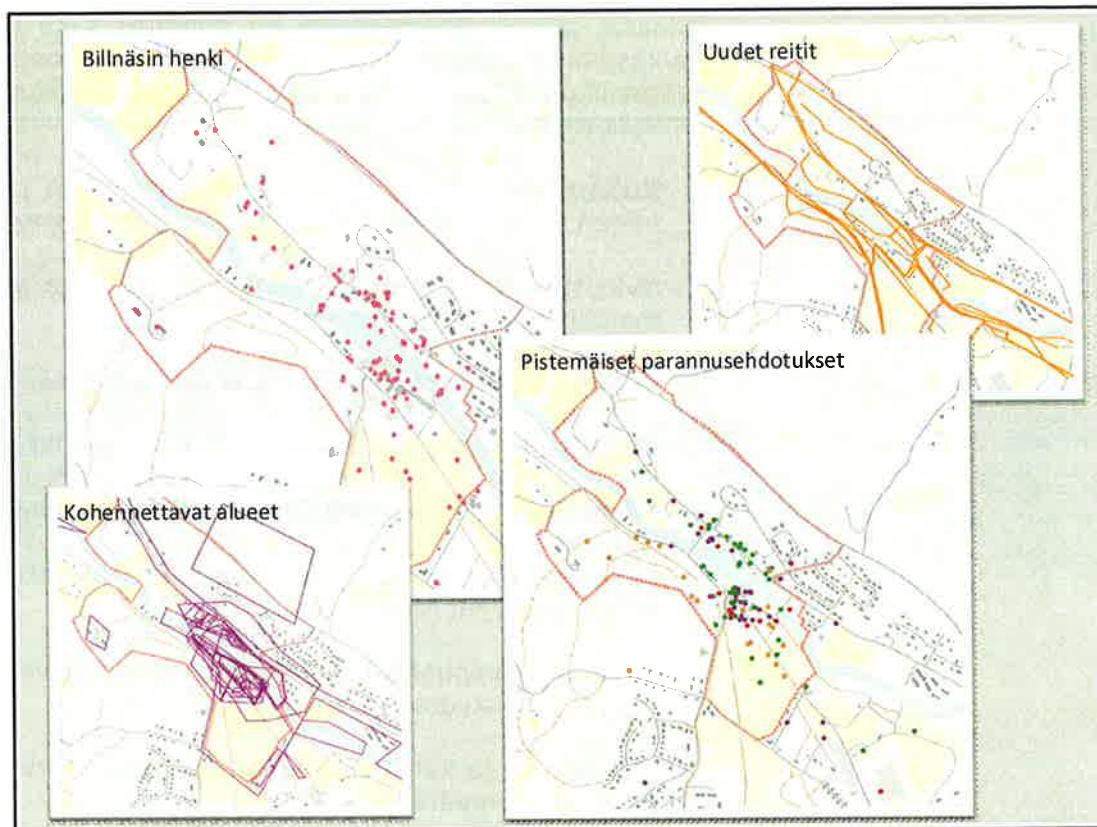 Billnäsin henki
Uudet reitit
Pistemäiset parannusehdotukset
Kohennettavat alueet